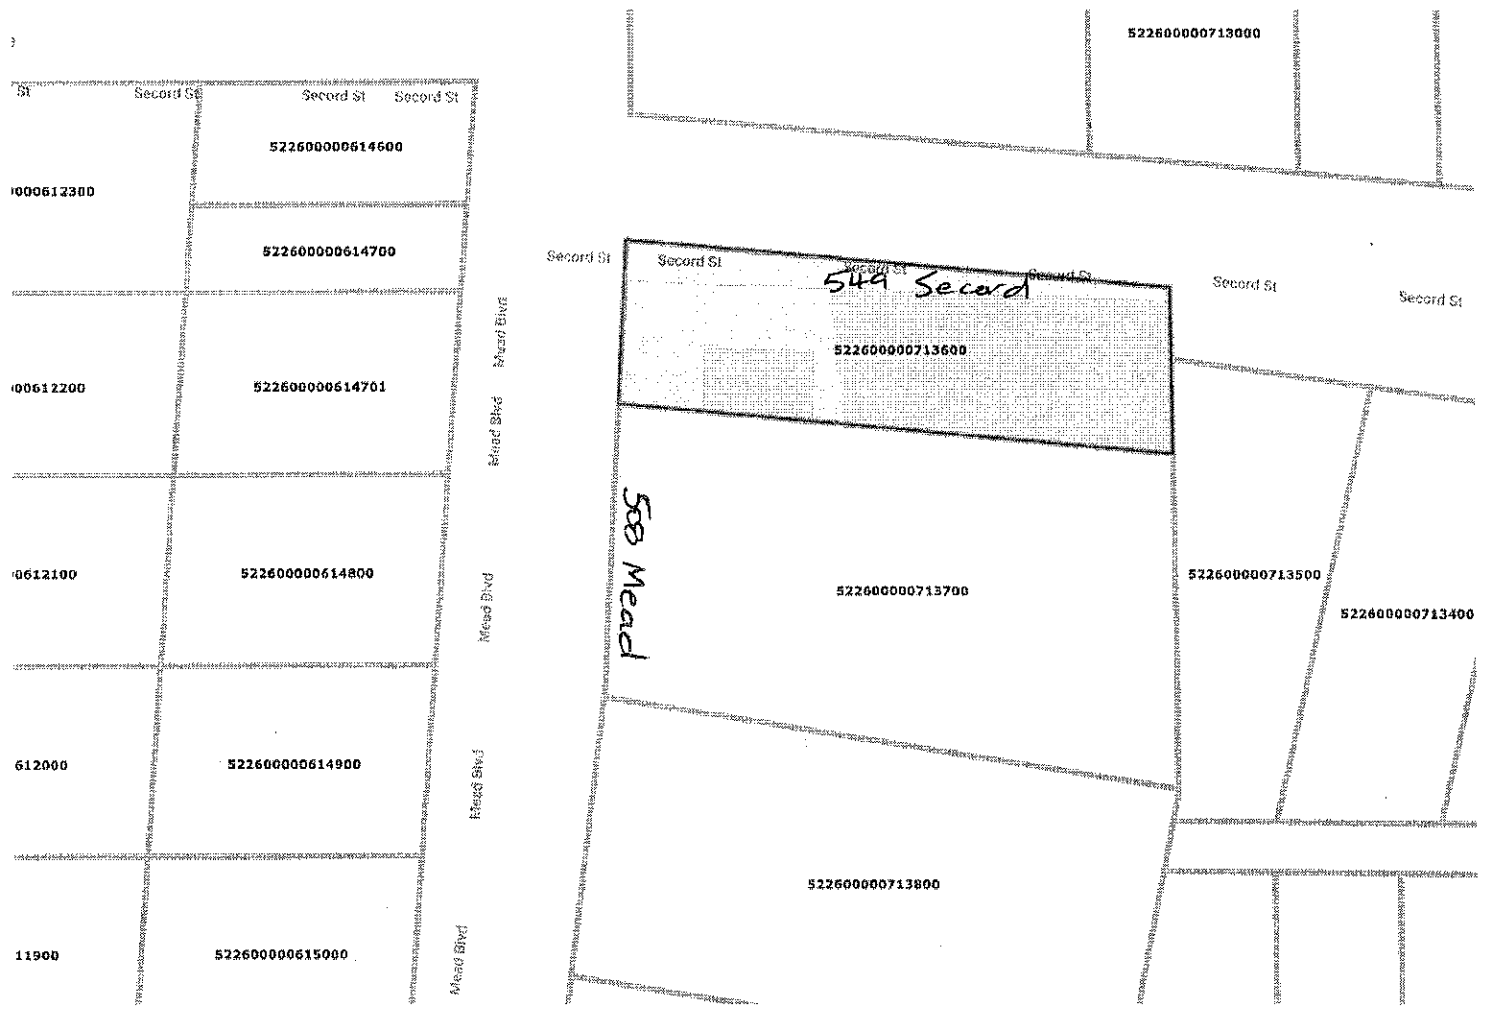 522600000713000
St
Secord St
Secord St
Secord St
522600000614600
0000612300
522600000614700
Secord St
Secord St
Secord St
Secord St
Secord St
Secord St
549 Secord
522600000713600
Mead Blvd
00612200
522600000614701
Mead Blvd
508 Mead
0612100
522600000614800
Mead Blvd
522600000713700
522600000713500
522600000713400
612000
522600000614900
Mead Blvd
522600000713800
11900
522600000615000
Mead Blvd